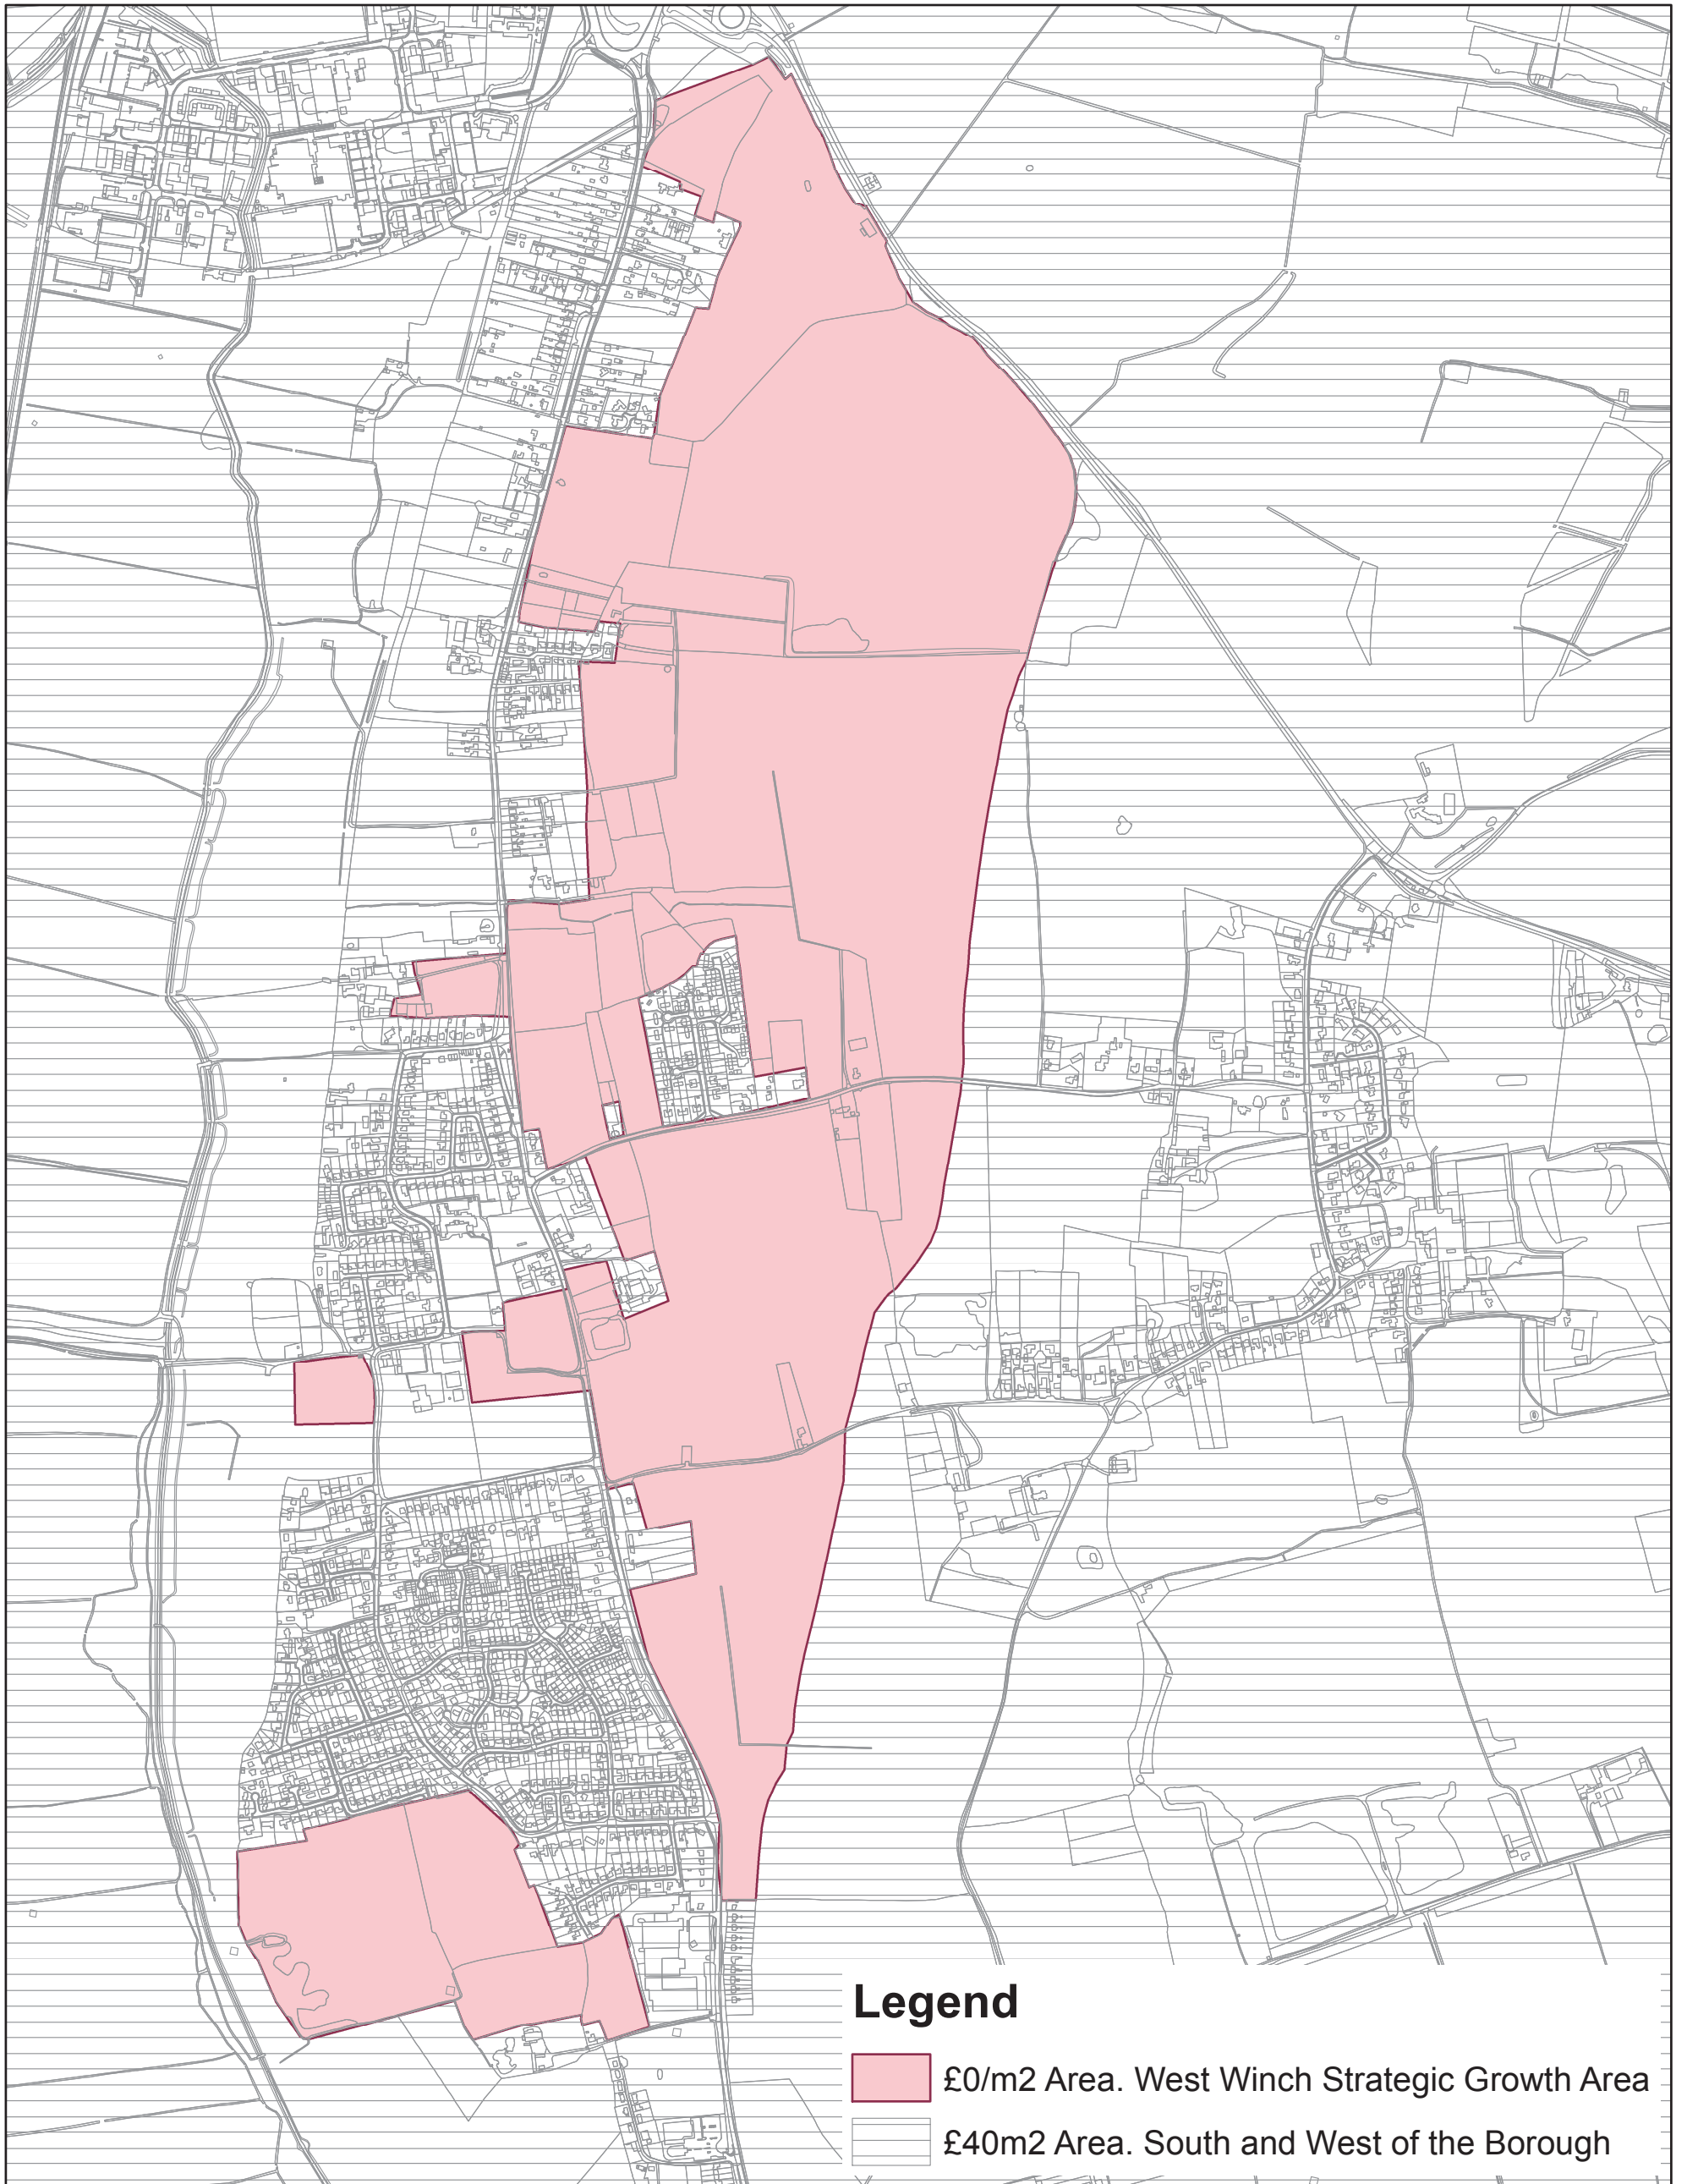 Legend
£0/m2 Area. West Winch Strategic Growth Area
£40m2 Area. South and West of the Borough